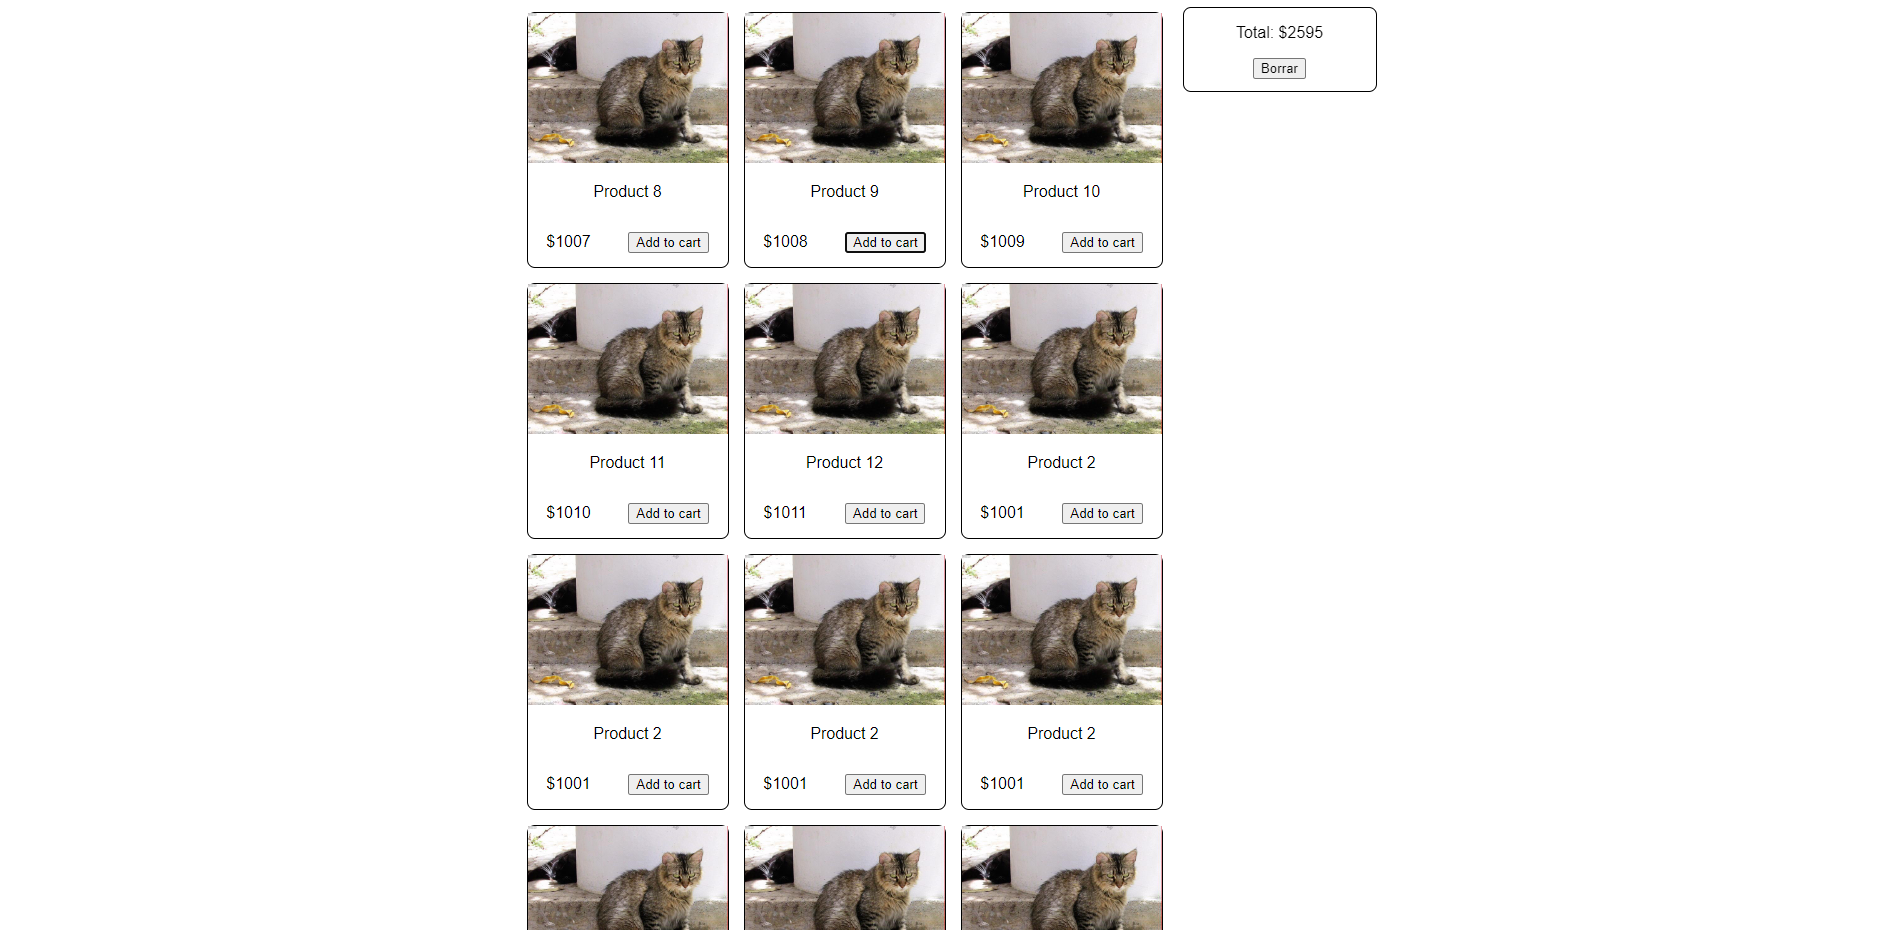 Total: $2595
Borrar
Product 8
$1007 Add to cart
Product 9
$1008 Add to cart
Product 10
$1009 Add to cart
Product 11
$1010 Add to cart
Product 12
$1011 Add to cart
Product 2
$1001 Add to cart
Product 2
$1001 Add to cart
Product 2
$1001 Add to cart
Product 2
$1001 Add to cart